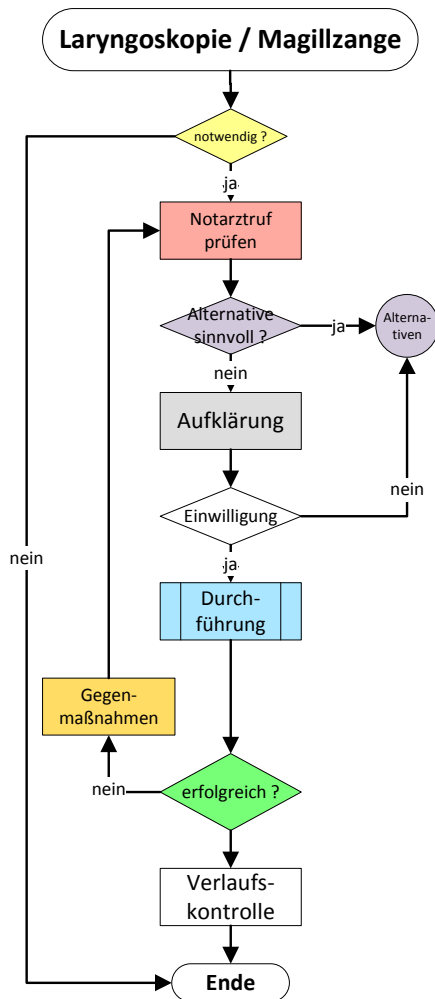 Laryngoskopie / Magillzange
notwendig ?
ja
Notarztruf
prüfen
Alternative
sinnvoll ?
ja
Alterna-
tiven
nein
Aufklärung
Einwilligung
nein
ja
nein
Durch-
führung
Gegen-
maßnahmen
nein
erfolgreich ?
Verlaufs-
kontrolle
Ende